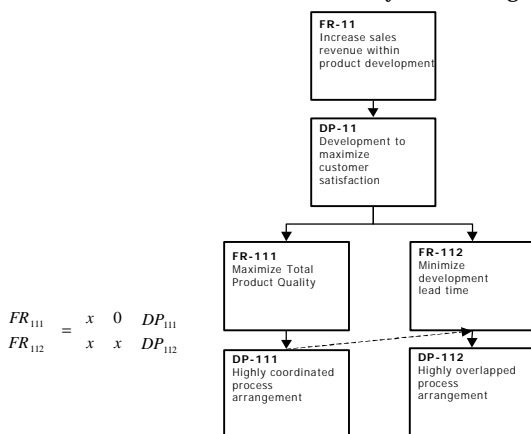 FR-11
Increase sales
revenue within
product development
DP-11
Development to
maximize
customer
satisfaction
FR-111
Maximize Total
Product Quality
FR-112
Minimize
development
lead time
FR111 = x 0 DP111
FR112 x x DP112
DP-111
Highly coordinated
process
arrangement
DP-112
Highly overlapped
process
arrangement